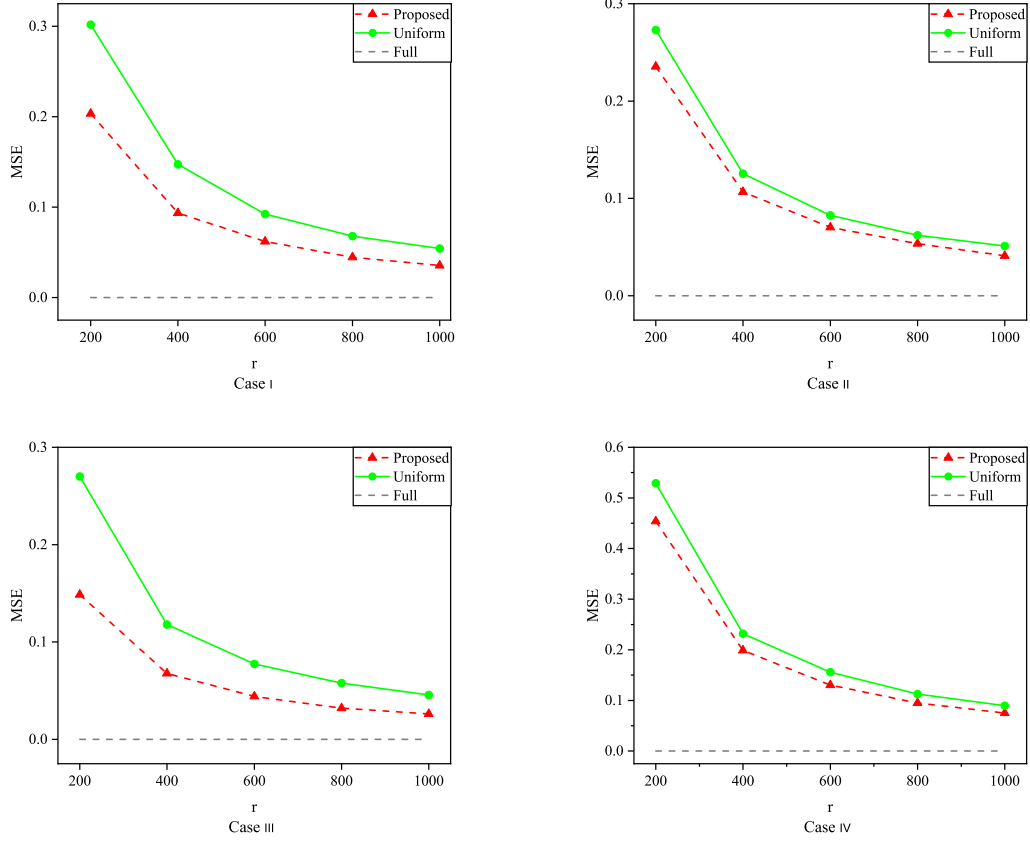 Proposed
Uniform
Full
0.3
0.2
0.1
0.0
MSE
200 400 600 800 1000
r
Case I
Proposed
Uniform
Full
0.3
0.2
0.1
0.0
MSE
200 400 600 800 1000
r
Case II
Proposed
Uniform
Full
0.3
0.2
0.1
0.0
MSE
200 400 600 800 1000
r
Case III
Proposed
Uniform
Full
0.6
0.5
0.4
0.3
0.2
0.1
0.0
MSE
200 400 600 800 1000
r
Case IV